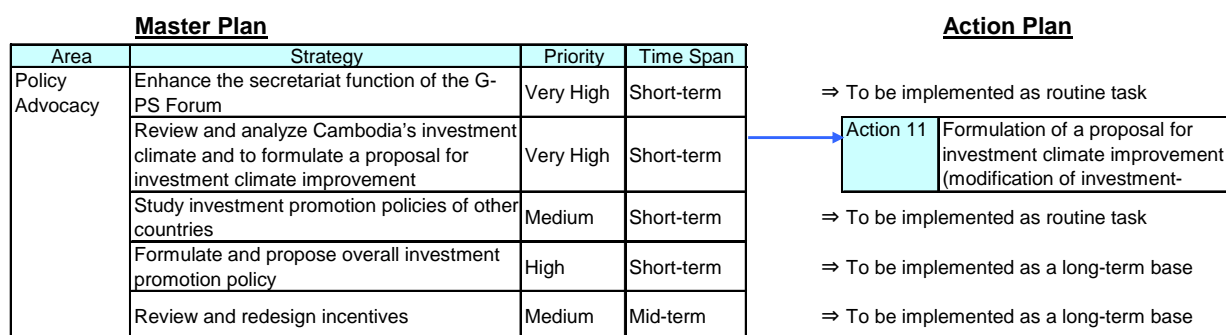 Master Plan
Action Plan
Area Strategy Priority Time Span
Policy Advocacy
Enhance the secretariat function of the G-
PS Forum
Very High Short-term
⇒ To be implemented as routine task
Review and analyze Cambodia's investment
climate and to formulate a proposal for
investment climate improvement
Very High Short-term
Action 11
Formulation of a proposal for
investment climate improvement
(modification of investment-
Study investment promotion policies of other
countries
Medium Short-term
⇒ To be implemented as routine task
Formulate and propose overall investment
promotion policy
High Short-term
⇒ To be implemented as a long-term base
Review and redesign incentives
Medium Mid-term
⇒ To be implemented as a long-term base